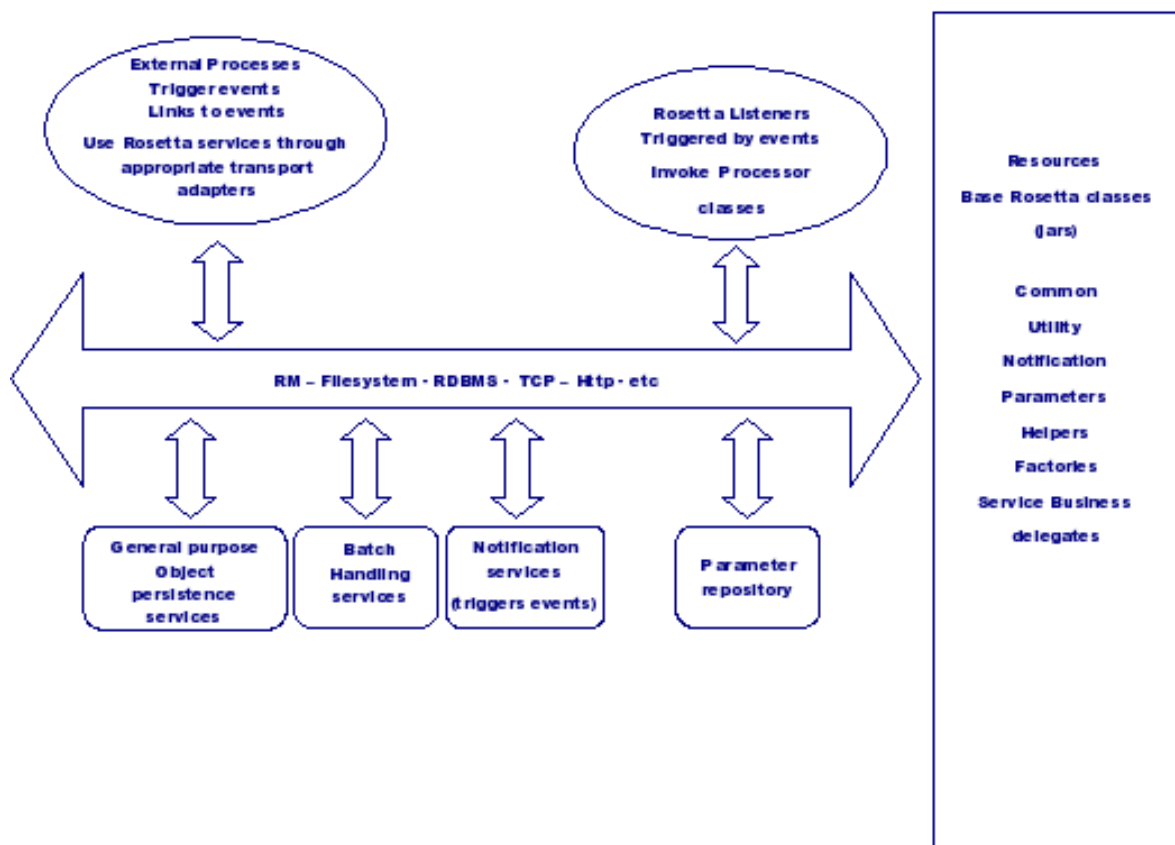 External Processes
Trigger events
Links to events
Use Rosetta services through
appropriate transport
adapters
Rosetta Listeners
Triggered by events
Invoke Processor
classes
RM – Filesystem - RDBMS - TCP – Http - etc
General purpose
Object
persistence
services
Batch
Handling
services
Notification
services
(triggers events)
Parameter
repository
Resources
Base Rosetta classes
(jars)
Common
Utility
Notification
Parameters
Helpers
Factories
Service Business
delegates